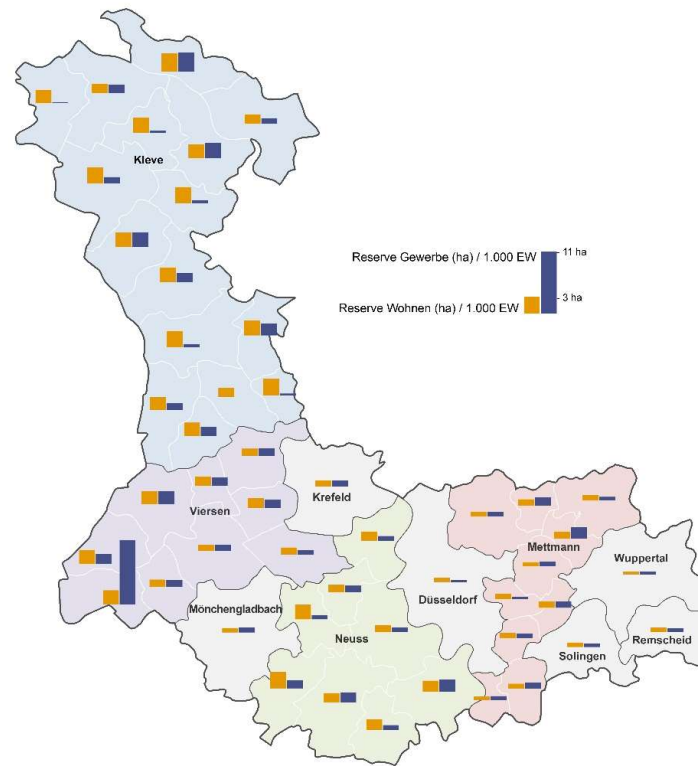 Kleve
Reserve Gewerbe (ha) / 1.000 EW
11 ha
3 ha
Reserve Wohnen (ha) / 1.000 EW
Krefeld
Viersen
Mettmann
Wuppertal
Düsseldorf
Mönchengladbach
Neuss
Remscheid
Solingen